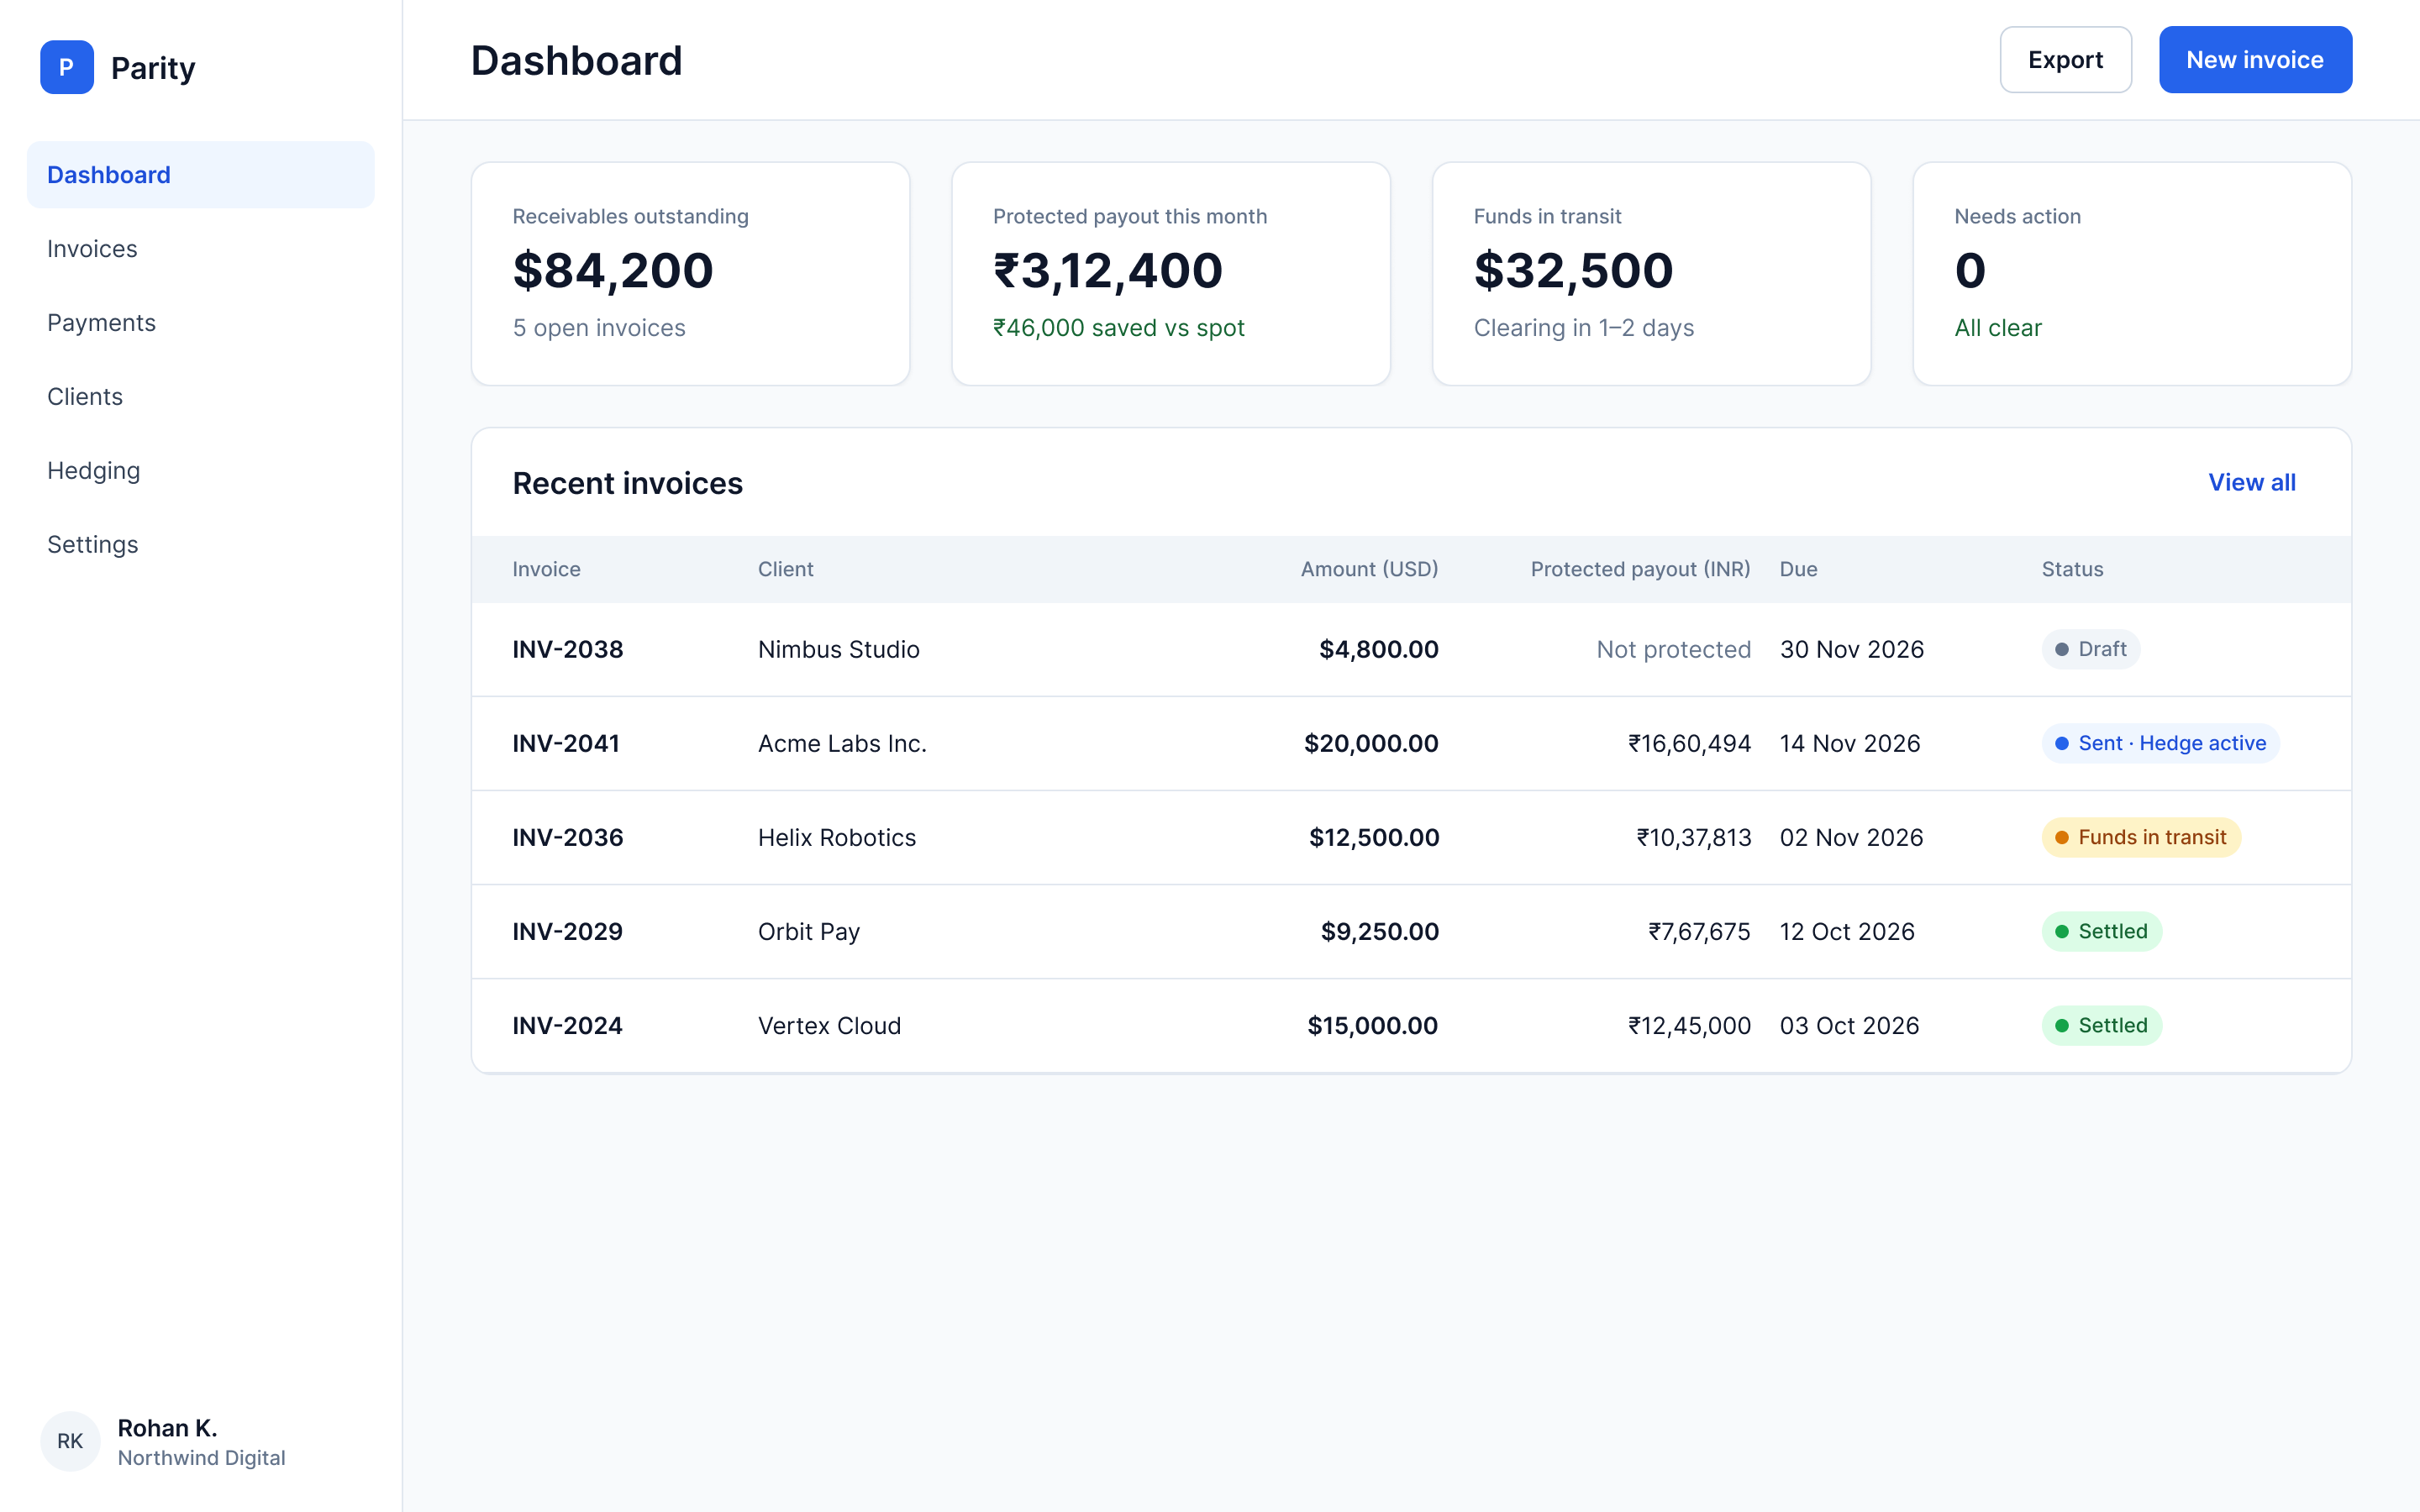 P Parity
Dashboard
Invoices
Payments
Clients
Hedging
Settings
RK
Rohan K.
Northwind Digital
Dashboard
Export
New invoice
Receivables outstanding
$84,200
5 open invoices
Protected payout this month
₹3,12,400
₹46,000 saved vs spot
Funds in transit
$32,500
Clearing in 1–2 days
Needs action
0
All clear
Recent invoices
View all
Invoice Client Amount (USD) Protected payout (INR) Due Status
INV-2038 Nimbus Studio $4,800.00 Not protected 30 Nov 2026 Draft
INV-2041 Acme Labs Inc. $20,000.00 ₹16,60,494 14 Nov 2026 Sent · Hedge active
INV-2036 Helix Robotics $12,500.00 ₹10,37,813 02 Nov 2026 Funds in transit
INV-2029 Orbit Pay $9,250.00 ₹7,67,675 12 Oct 2026 Settled
INV-2024 Vertex Cloud $15,000.00 ₹12,45,000 03 Oct 2026 Settled